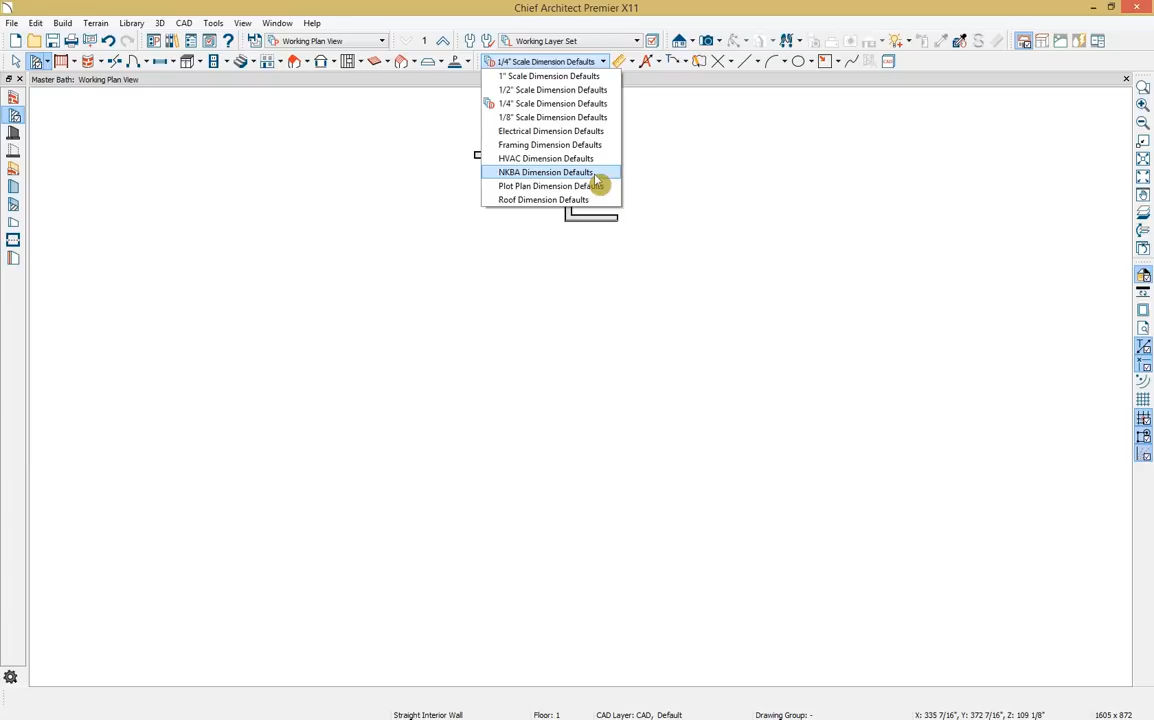 Chief Architect Premier X11
File Edit Build Terrain Library 3D CAD Tools View Window Help
Working Plan View 1 Working Layer Set
1/4" Scale Dimension Defaults
Master Bath: Working Plan View
1" Scale Dimension Defaults
1/2" Scale Dimension Defaults
1/4" Scale Dimension Defaults
1/8" Scale Dimension Defaults
Electrical Dimension Defaults
Framing Dimension Defaults
HVAC Dimension Defaults
NKBA Dimension Defaults
Plot Plan Dimension Defaults
Roof Dimension Defaults
Straight Interior Wall Floor: 1 CAD Layer: CAD, Default Drawing Group: - X: 335 7/16", Y: 372 7/16", Z: 109 1/8" 1605 x 872